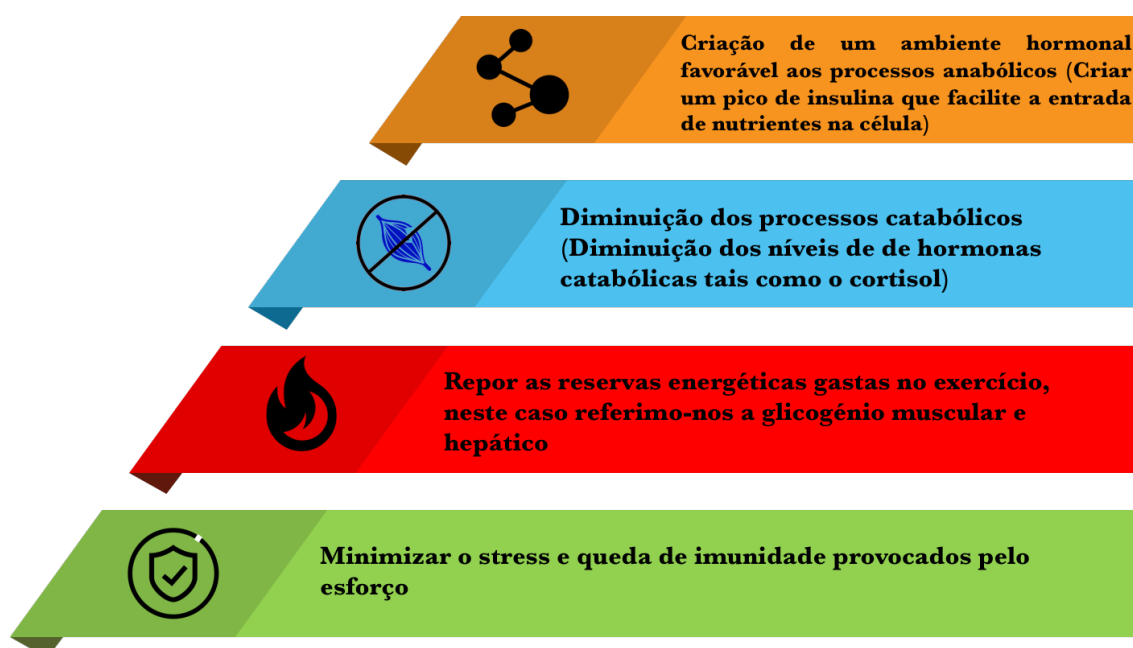 Criação de um ambiente hormonal
favorável aos processos anabólicos (Criar
um pico de insulina que facilite a entrada
de nutrientes na célula)
Diminuição dos processos catabólicos
(Diminuição dos níveis de de hormonas
catabólicas tais como o cortisol)
Repor as reservas energéticas gastas no exercício,
neste caso referimo-nos a glicogénio muscular e
hepático
Minimizar o stress e queda de imunidade provocados pelo
esforço